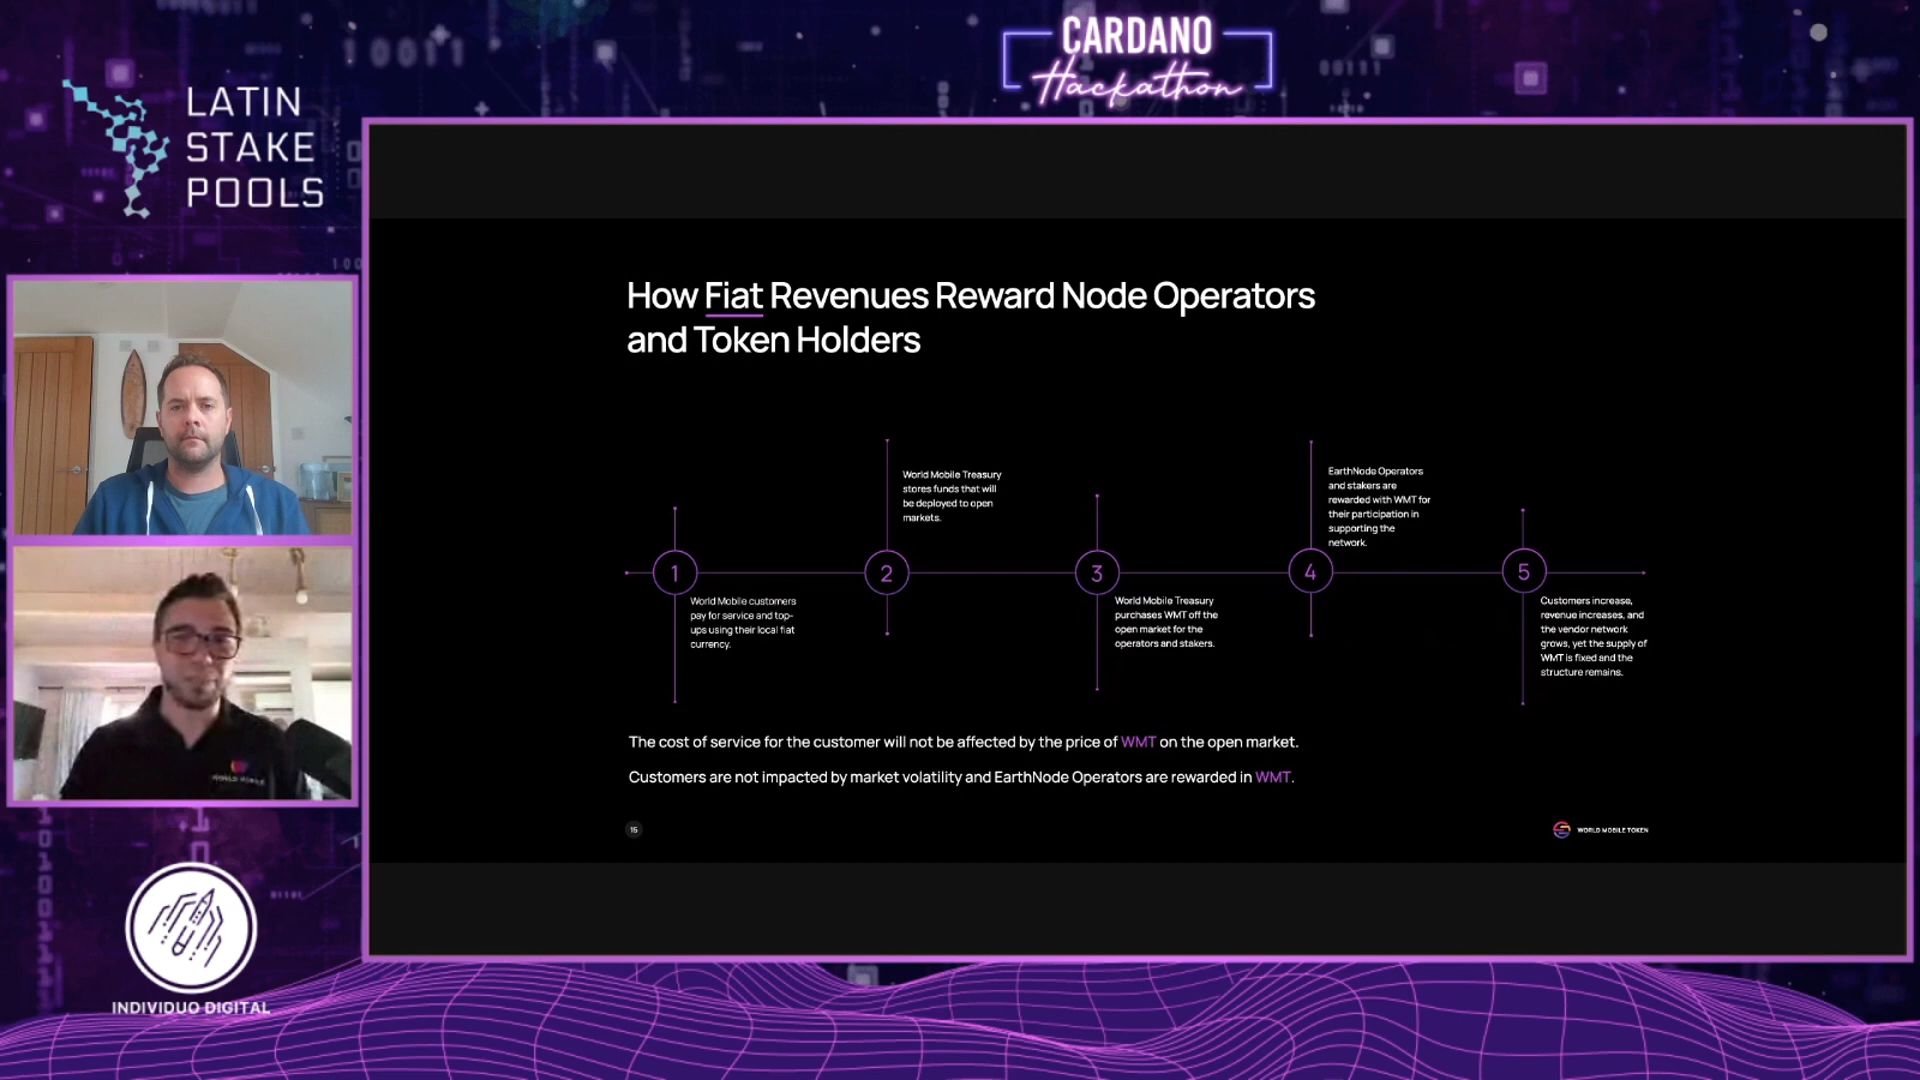 CARDANO
Hackathon
LATIN
STAKE
POOLS
How Fiat Revenues Reward Node Operators
and Token Holders
1
World Mobile customers
pay for service and top-
ups using their local fiat
currency.
2
World Mobile Treasury
stores funds that will
be deployed to open
markets.
3
World Mobile Treasury
purchases WMT off the
open market for the
operators and stakers.
4
EarthNode Operators
and stakers are
rewarded with WMT for
their participation in
supporting the
network.
5
Customers increase,
revenue increases, and
the vendor network
grows, yet the supply of
WMT is fixed and the
structure remains.
The cost of service for the customer will not be affected by the price of WMT on the open market.
Customers are not impacted by market volatility and EarthNode Operators are rewarded in WMT.
15
WORLD MOBILE TOKEN
WORLD MOBILE
INDIVIDUO DIGITAL